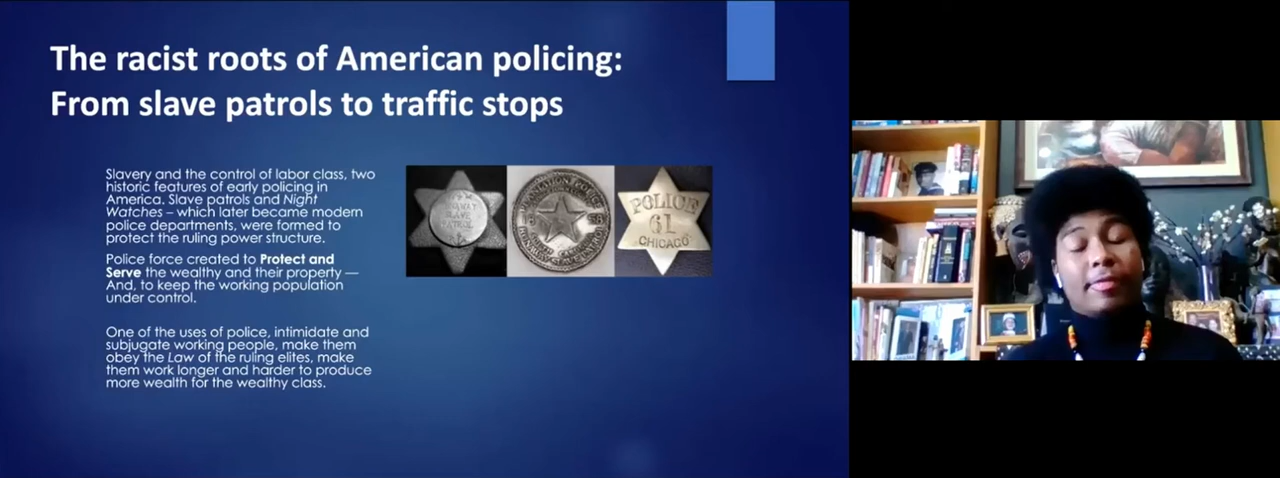 The racist roots of American policing:
From slave patrols to traffic stops
Slavery and the control of labor class, two
historic features of early policing in
America. Slave patrols and Night
Watches – which later became modern
police departments, were formed to
protect the ruling power structure.
Police force created to Protect and
Serve the wealthy and their property —
And, to keep the working population
under control.
One of the uses of police, intimidate and
subjugate working people, make them
obey the Law of the ruling elites, make
them work longer and harder to produce
more wealth for the wealthy class.
SLAVE
PATROL
POLICE
61
CHICAGO